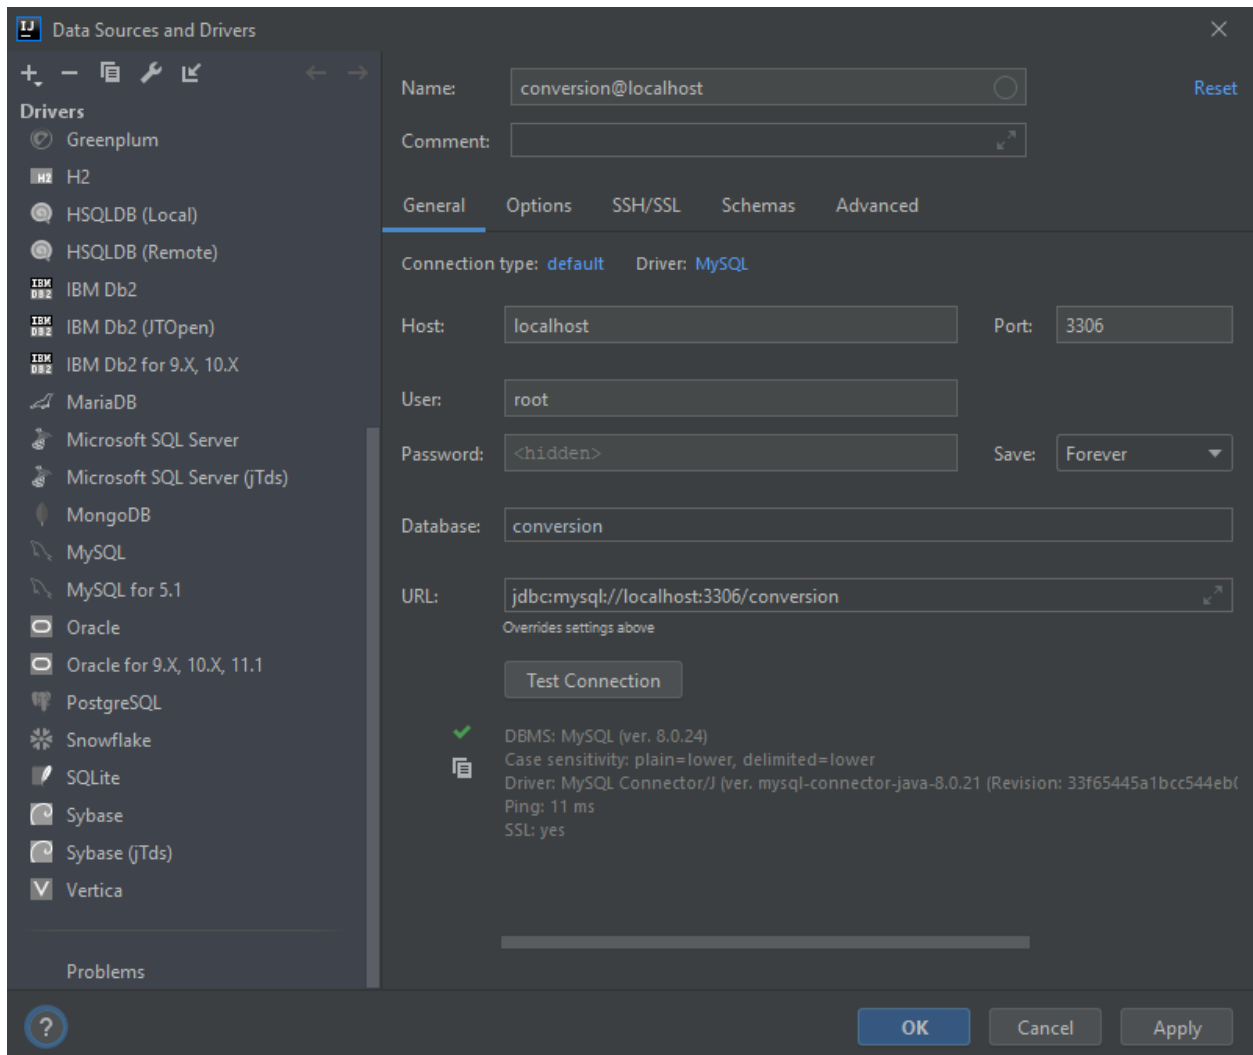 Data Sources and Drivers
Drivers
Greenplum
H2
HSQLDB (Local)
HSQLDB (Remote)
IBM Db2
IBM Db2 (JTOpen)
IBM Db2 for 9.X, 10.X
MariaDB
Microsoft SQL Server
Microsoft SQL Server (jTds)
MongoDB
MySQL
MySQL for 5.1
Oracle
Oracle for 9.X, 10.X, 11.1
PostgreSQL
Snowflake
SQLite
Sybase
Sybase (jTds)
Vertica
Problems
Name: conversion@localhost Reset
Comment:
General Options SSH/SSL Schemas Advanced
Connection type: default Driver: MySQL
Host: localhost Port: 3306
User: root
Password: <hidden> Save: Forever
Database: conversion
URL: jdbc:mysql://localhost:3306/conversion
Overrides settings above
Test Connection
DBMS: MySQL (ver. 8.0.24)
Case sensitivity: plain=lower, delimited=lower
Driver: MySQL Connector/J (ver. mysql-connector-java-8.0.21 (Revision: 33f65445a1bcc544eb0
Ping: 11 ms
SSL: yes
? OK Cancel Apply